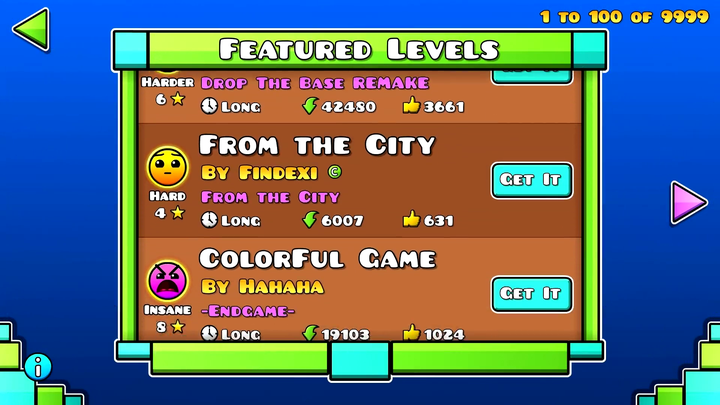 1 to 100 of 9999
Featured Levels
Harder
6
Drop The Base REMAKE
Long 42480 3661
From the City
By Findexi
Hard
4
From the City
Long 6007 631
Get It
ColorFul Game
By Hahaha
Insane
8
-Endgame-
Long 19103 1024
Get It